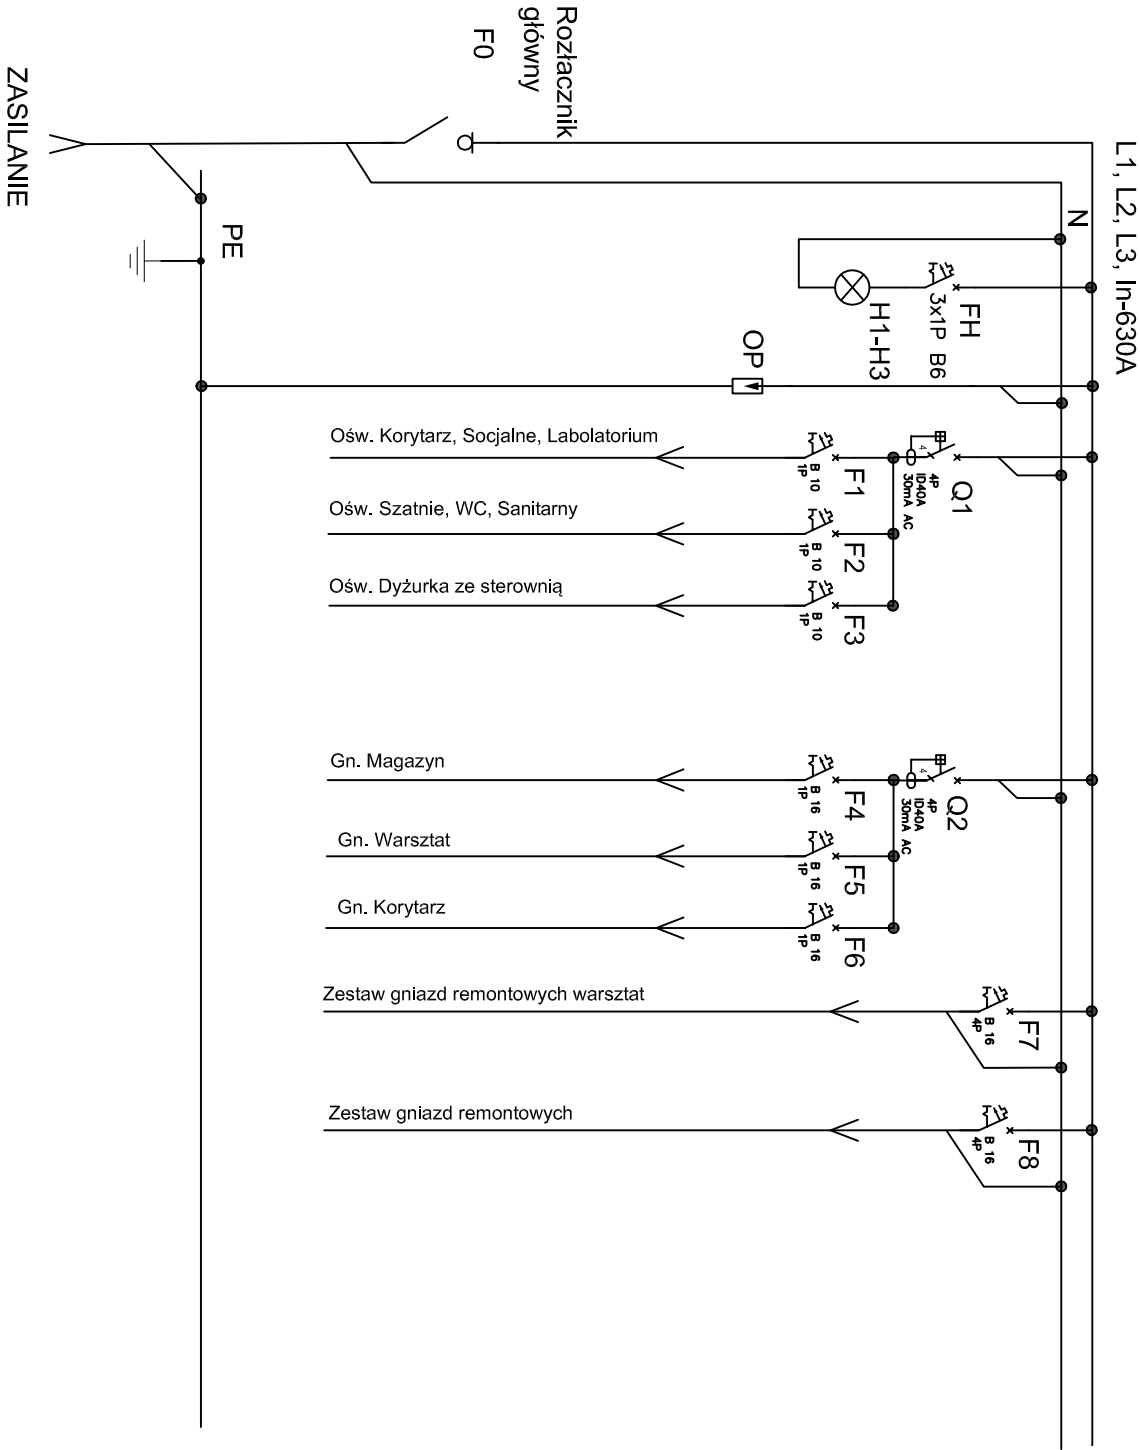 L1, L2, L3, In-630A
Rozłacznik
główny
F0
ZASILANIE
N
PE
FH
3x1P B6
H1-H3
OP
Q1
4P
ID40A
30mA AC
4
Ośw. Korytarz, Socjalne, Labolatorium
F1
B 10
1P
Ośw. Szatnie, WC, Sanitarny
F2
B 10
1P
Ośw. Dyżurka ze sterownią
F3
B 10
1P
Q2
4P
ID40A
30mA AC
4
Gn. Magazyn
F4
B 16
1P
Gn. Warsztat
F5
B 16
1P
Gn. Korytarz
F6
B 16
1P
Zestaw gniazd remontowych warsztat
F7
B 16
4P
Zestaw gniazd remontowych
F8
B 16
4P